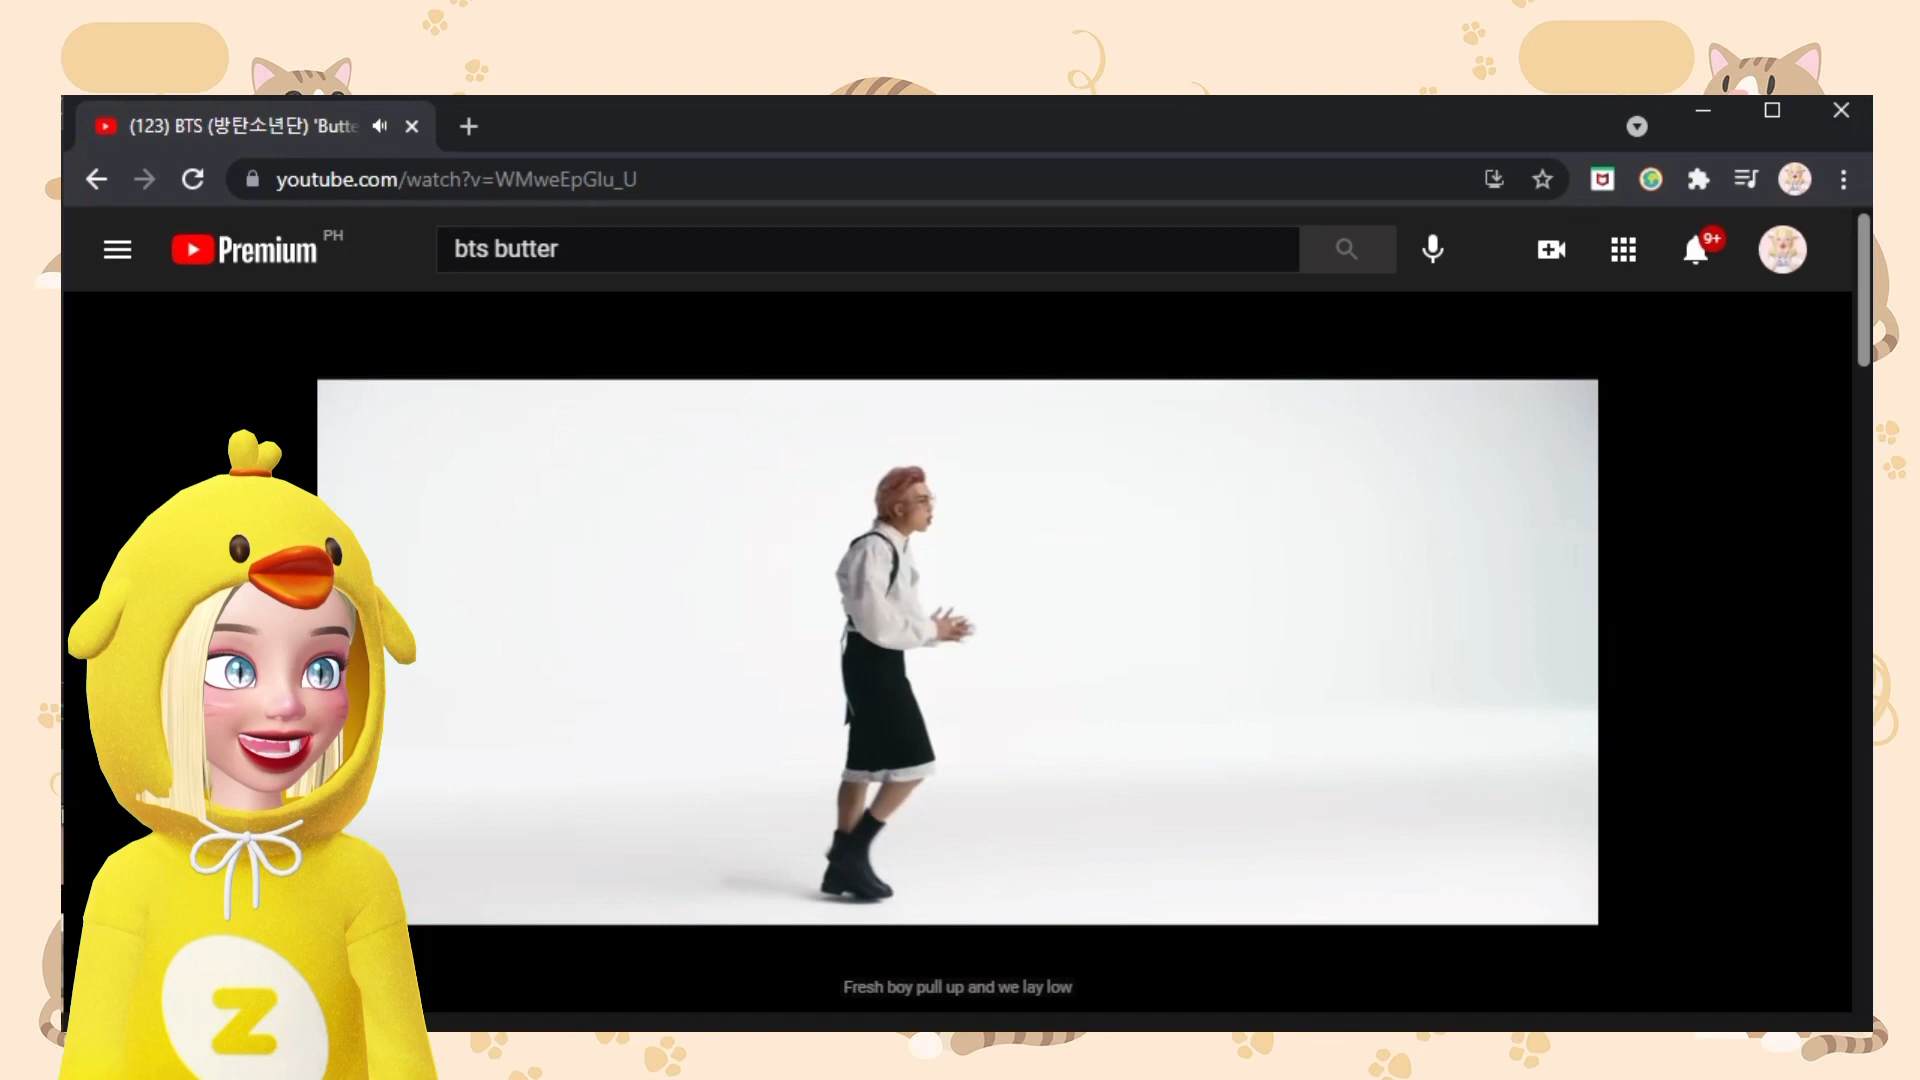 (123) BTS (방탄소년단) 'Butte
youtube.com/watch?v=WMweEpGlu_U
Premium PH
bts butter
9+
Fresh boy pull up and we lay low
Z